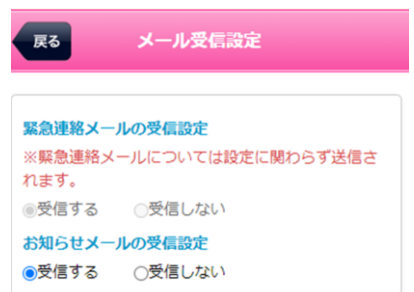 戻る
メール受信設定
緊急連絡メールの受信設定
※緊急連絡メールについては設定に関わらず送信さ
れます。
受信する 受信しない
お知らせメールの受信設定
受信する 受信しない